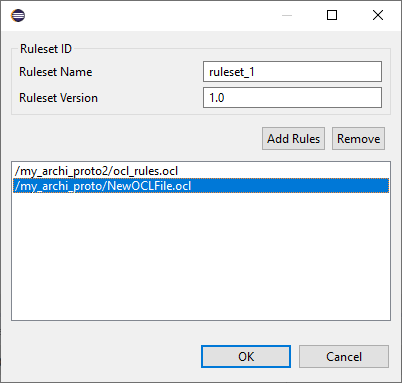 Ruleset ID
Ruleset Name ruleset_1
Ruleset Version 1.0
Add Rules Remove
/my_archi_proto2/ocl_rules.ocl
/my_archi_proto/NewOCLFile.ocl
OK Cancel